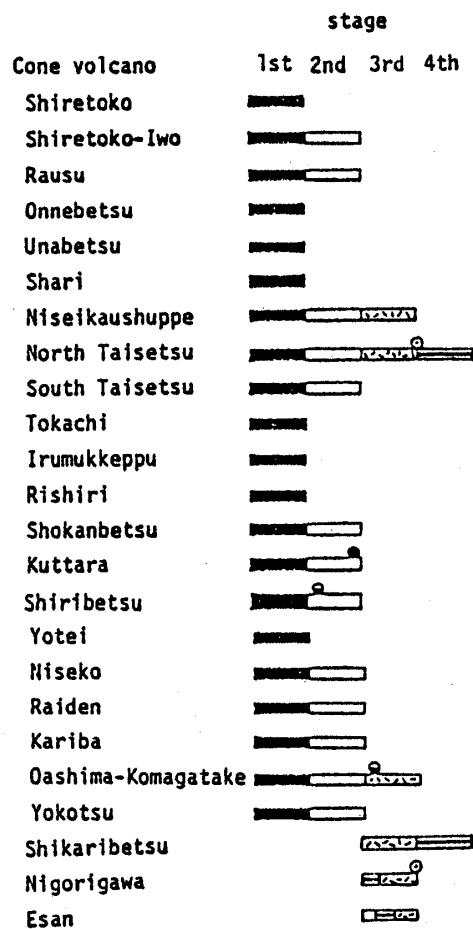 stage
Cone volcano 1st 2nd 3rd 4th
Shiretoko
Shiretoko-Iwo
Rausu
Onnebetsu
Unabetsu
Shari
Niseikaushuppe
North Taisetsu
South Taisetsu
Tokachi
Irumukkeppu
Rishiri
Shokanbetsu
Kuttara
Shiribetsu
Yotei
Niseko
Raiden
Kariba
Oashima-Komagatake
Yokotsu
Shikaribetsu
Nigorigawa
Esan